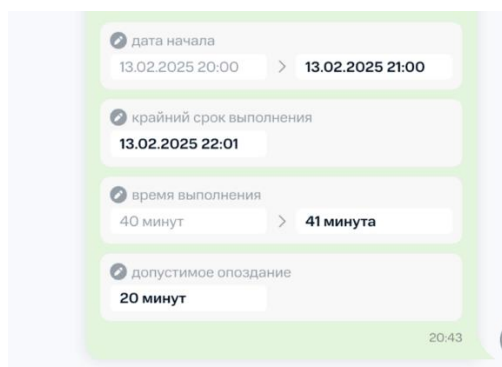 дата начала
13.02.2025 20:00 > 13.02.2025 21:00
крайний срок выполнения
13.02.2025 22:01
время выполнения
40 минут > 41 минута
допустимое опоздание
20 минут
20:43